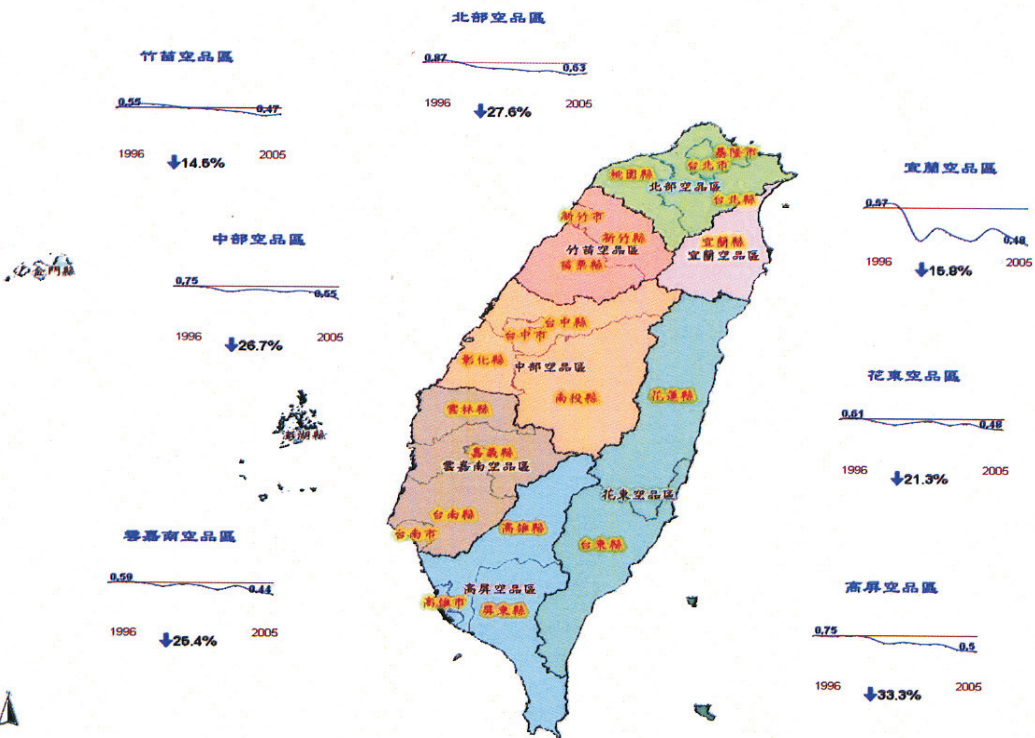 北部空品區
0.87
0.63
1996
2005
27.6%
竹苗空品區
0.55
0.47
1996
2005
14.5%
中部空品區
0.75
0.55
1996
2005
26.7%
雲嘉南空品區
0.59
0.44
1996
2005
25.4%
宜蘭空品區
0.57
0.48
1996
2005
15.8%
花東空品區
0.61
0.48
1996
2005
21.3%
高屏空品區
0.75
0.5
1996
2005
33.3%
基隆市
台北市
桃園縣
北部空品區
台北縣
新竹市
新竹縣
竹苗空品區
苗栗縣
宜蘭縣
宜蘭空品區
台中縣
台中市
彰化縣
中部空品區
南投縣
花蓮縣
雲林縣
嘉義縣
雲嘉南空品區
台南縣
台南市
花東空品區
台東縣
高雄縣
高屏空品區
高雄市
屏東縣
金門縣
澎湖縣